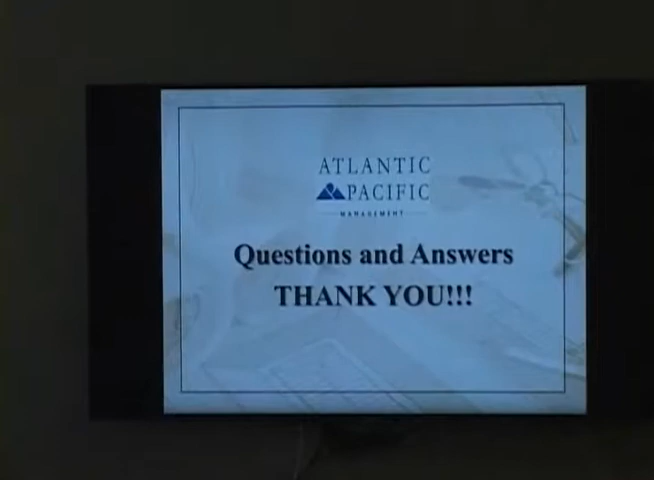 ATLANTIC
PACIFIC
MANAGEMENT
Questions and Answers
THANK YOU!!!